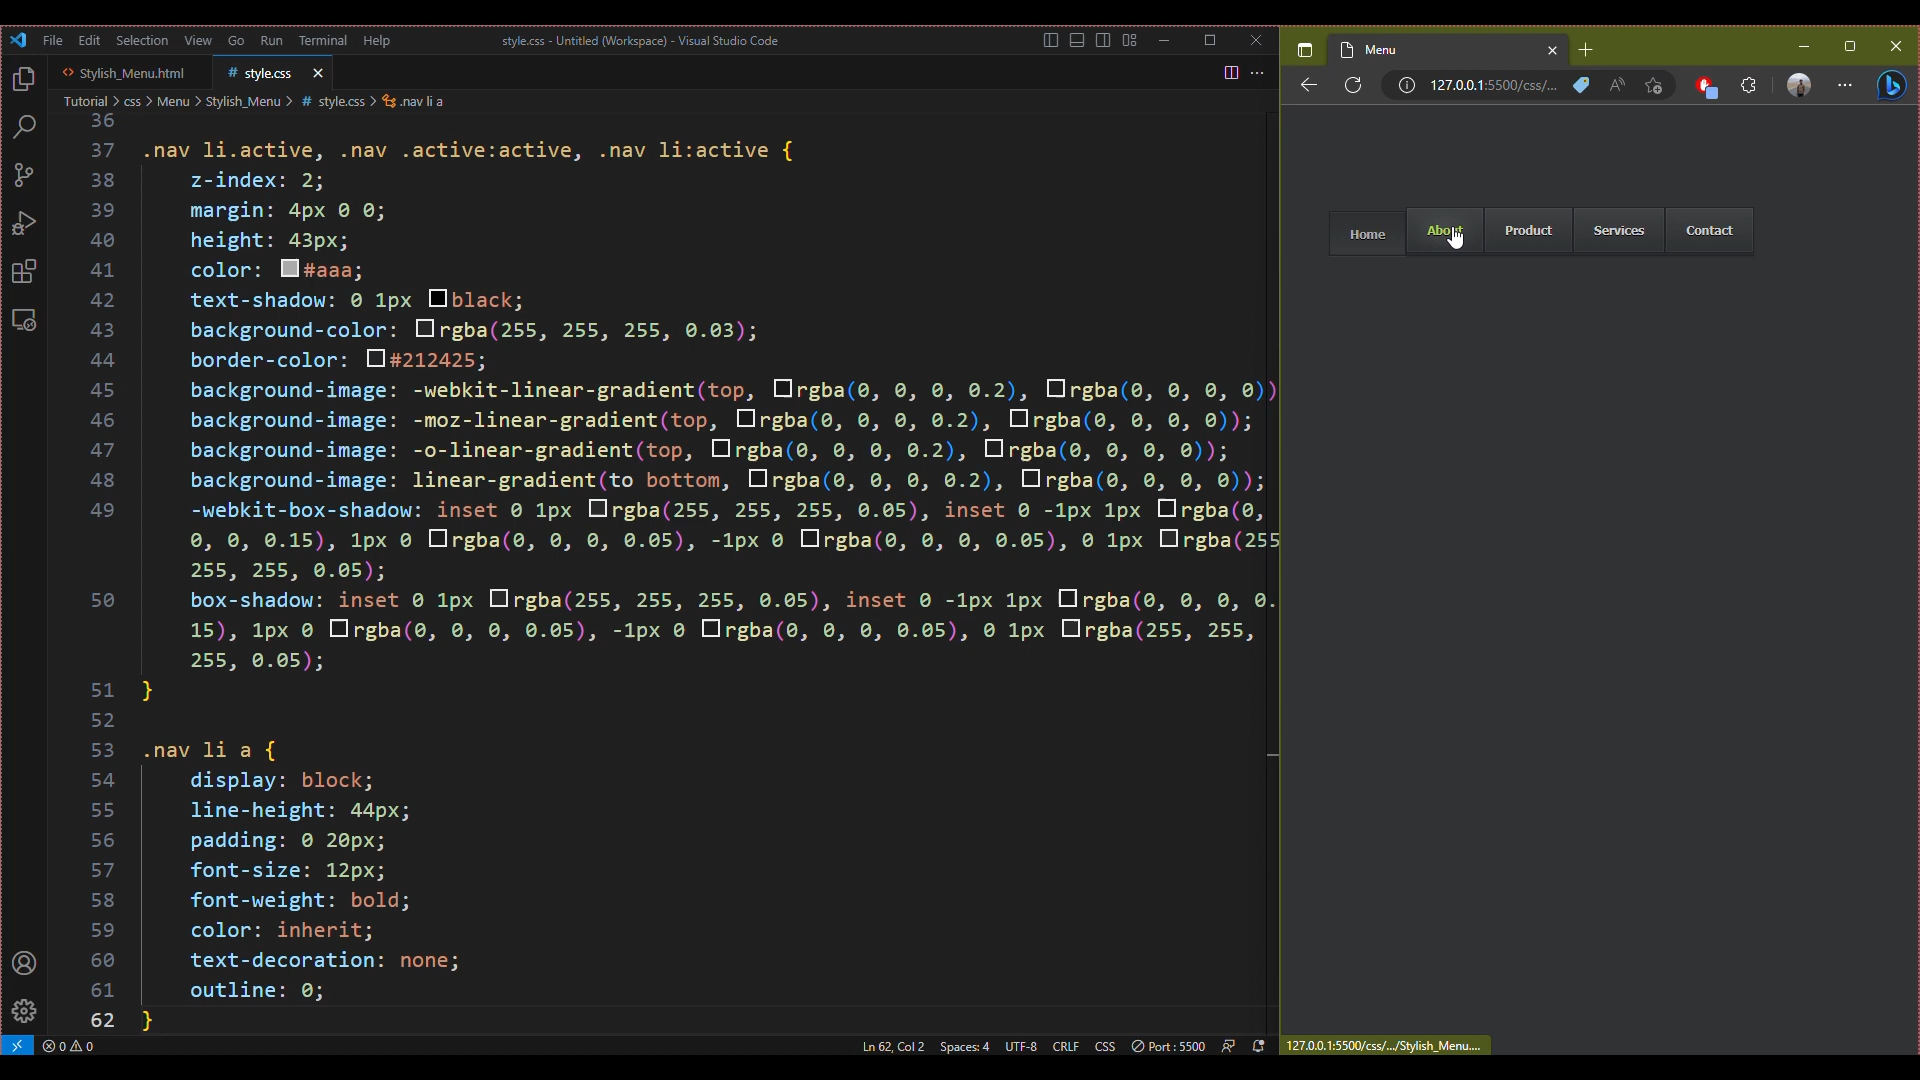 File Edit Selection View Go Run Terminal Help style.css - Untitled (Workspace) - Visual Studio Code
Stylish_Menu.html # style.css
Tutorial > css > Menu > Stylish_Menu > # style.css > .nav li a
36
37 .nav li.active, .nav .active:active, .nav li:active {
38 z-index: 2;
39 margin: 4px 0 0;
40 height: 43px;
41 color: #aaa;
42 text-shadow: 0 1px black;
43 background-color: rgba(255, 255, 255, 0.03);
44 border-color: #212425;
45 background-image: -webkit-linear-gradient(top, rgba(0, 0, 0, 0.2), rgba(0, 0, 0, 0))
46 background-image: -moz-linear-gradient(top, rgba(0, 0, 0, 0.2), rgba(0, 0, 0, 0));
47 background-image: -o-linear-gradient(top, rgba(0, 0, 0, 0.2), rgba(0, 0, 0, 0));
48 background-image: linear-gradient(to bottom, rgba(0, 0, 0, 0.2), rgba(0, 0, 0, 0));
49 -webkit-box-shadow: inset 0 1px rgba(255, 255, 255, 0.05), inset 0 -1px 1px rgba(0,
0, 0, 0.15), 1px 0 rgba(0, 0, 0, 0.05), -1px 0 rgba(0, 0, 0, 0.05), 0 1px rgba(255
255, 255, 0.05);
50 box-shadow: inset 0 1px rgba(255, 255, 255, 0.05), inset 0 -1px 1px rgba(0, 0, 0, 0.
15), 1px 0 rgba(0, 0, 0, 0.05), -1px 0 rgba(0, 0, 0, 0.05), 0 1px rgba(255, 255,
255, 0.05);
51 }
52
53 .nav li a {
54 display: block;
55 line-height: 44px;
56 padding: 0 20px;
57 font-size: 12px;
58 font-weight: bold;
59 color: inherit;
60 text-decoration: none;
61 outline: 0;
62 }
0 0 Ln 62, Col 2 Spaces: 4 UTF-8 CRLF CSS Port : 5500
Menu
127.0.0.1:5500/css/...
Home About Product Services Contact
127.0.0.1:5500/css/.../Stylish_Menu....